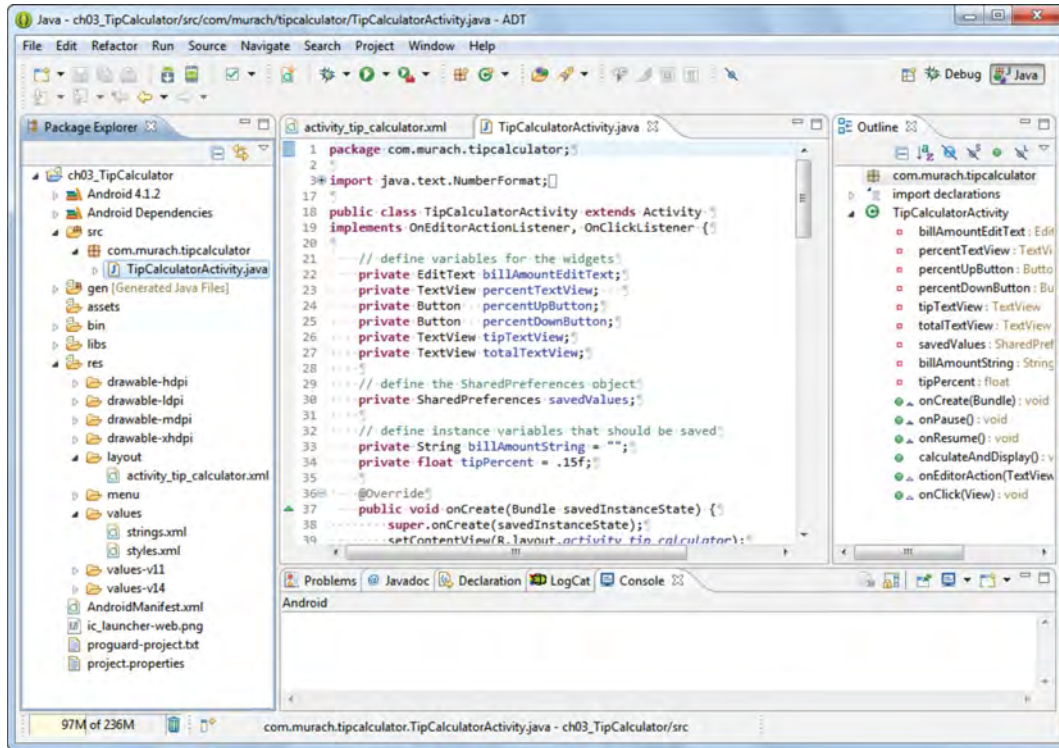 Java - ch03_TipCalculator/src/com/murach/tipcalculator/TipCalculatorActivity.java - ADT
File Edit Refactor Run Source Navigate Search Project Window Help
Debug Java
Package Explorer
ch03_TipCalculator
Android 4.1.2
Android Dependencies
src
com.murach.tipcalculator
TipCalculatorActivity.java
gen [Generated Java Files]
assets
bin
libs
res
drawable-hdpi
drawable-ldpi
drawable-mdpi
drawable-xhdpi
layout
activity_tip_calculator.xml
menu
values
strings.xml
styles.xml
values-v11
values-v14
AndroidManifest.xml
ic_launcher-web.png
proguard-project.txt
project.properties
activity_tip_calculator.xml TipCalculatorActivity.java
1 package com.murach.tipcalculator;
2
3 import java.text.NumberFormat;
17
18 public class TipCalculatorActivity extends Activity
19 implements OnEditorActionListener, OnClickListener {
20
21 // define variables for the widgets
22 private EditText billAmountEditText;
23 private TextView percentTextView;
24 private Button percentUpButton;
25 private Button percentDownButton;
26 private TextView tipTextView;
27 private TextView totalTextView;
28
29 // define the SharedPreferences object
30 private SharedPreferences savedValues;
31
32 // define instance variables that should be saved
33 private String billAmountString = "";
34 private float tipPercent = .15f;
35
36 @Override
37 public void onCreate(Bundle savedInstanceState) {
38 super.onCreate(savedInstanceState);
39 setContentView(R.layout.activity_tip_calculator);
Outline
com.murach.tipcalculator
import declarations
TipCalculatorActivity
billAmountEditText : Edit
percentTextView : TextVi
percentUpButton : Butto
percentDownButton : Bu
tipTextView : TextView
totalTextView : TextView
savedValues : SharedPref
billAmountString : String
tipPercent : float
onCreate(Bundle) : void
onPause() : void
onResume() : void
calculateAndDisplay() : v
onEditorAction(TextView
onClick(View) : void
Problems Javadoc Declaration LogCat Console
Android
97M of 236M
com.murach.tipcalculator.TipCalculatorActivity.java - ch03_TipCalculator/src